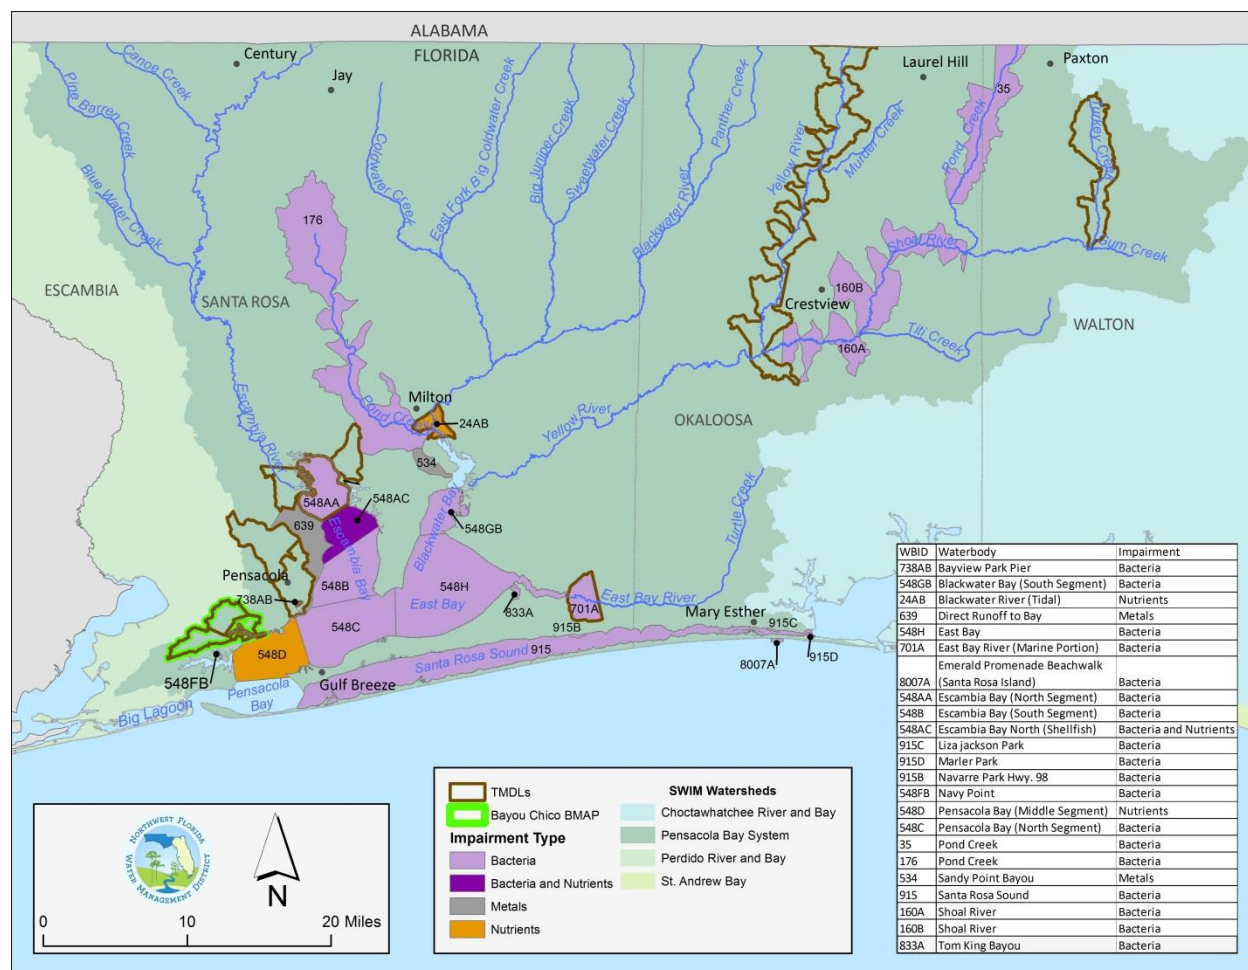 ALABAMA
FLORIDA
Century
Jay
Laurel Hill
Paxton
Canoe Creek
Pine Barren Creek
Blue Water Creek
Coldwater Creek
East Fork Big Coldwater Creek
Big Juniper Creek
Sweetwater Creek
Panther Creek
Blackwater River
Yellow River
Murder Creek
35
Pond Creek
Turkey Creek
176
Shoal River
Gum Creek
ESCAMBIA
SANTA ROSA
160B
Crestview
WALTON
Titi Creek
160A
Milton
Pond Creek
24AB
Yellow River
OKALOOSA
Escambia River
534
548AA
548AC
639
Escambia Bay
Blackwater Bay
548GB
Turtle Creek
Pensacola
548B
548H
738AB
East Bay
833A
701A
East Bay River
Mary Esther
548C
915B
915C
548D
Santa Rosa Sound
915
8007A
915D
548FB
Gulf Breeze
Pensacola
Bay
Big Lagoon
WBID Waterbody Impairment
738AB Bayview Park Pier Bacteria
548GB Blackwater Bay (South Segment) Bacteria
24AB Blackwater River (Tidal) Nutrients
639 Direct Runoff to Bay Metals
548H East Bay Bacteria
701A East Bay River (Marine Portion) Bacteria
Emerald Promenade Beachwalk
8007A (Santa Rosa Island) Bacteria
548AA Escambia Bay (North Segment) Bacteria
548B Escambia Bay (South Segment) Bacteria
548AC Escambia Bay North (Shellfish) Bacteria and Nutrients
915C Liza jackson Park Bacteria
915D Marler Park Bacteria
915B Navarre Park Hwy. 98 Bacteria
548FB Navy Point Bacteria
548D Pensacola Bay (Middle Segment) Nutrients
548C Pensacola Bay (North Segment) Bacteria
35 Pond Creek Bacteria
176 Pond Creek Bacteria
534 Sandy Point Bayou Metals
915 Santa Rosa Sound Bacteria
160A Shoal River Bacteria
160B Shoal River Bacteria
833A Tom King Bayou Bacteria
TMDLs
Bayou Chico BMAP
Impairment Type
Bacteria
Bacteria and Nutrients
Metals
Nutrients
SWIM Watersheds
Choctawhatchee River and Bay
Pensacola Bay System
Perdido River and Bay
St. Andrew Bay
NORTHWEST FLORIDA
WATER MANAGEMENT DISTRICT
N
0 10 20 Miles